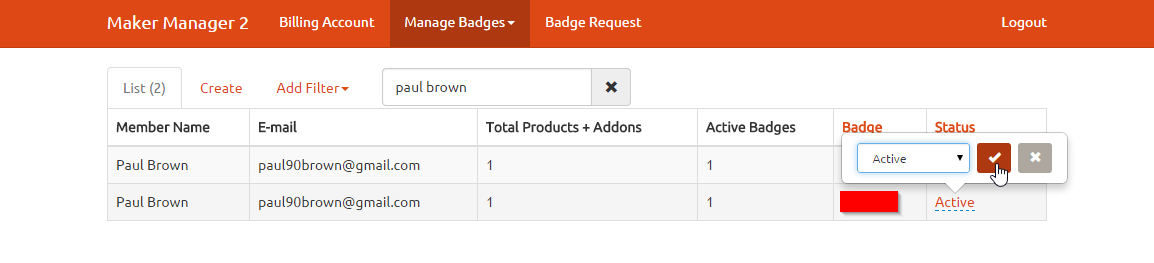 Maker Manager 2 Billing Account Manage Badges Badge Request Logout
List (2) Create Add Filter paul brown
Member Name E-mail Total Products + Addons Active Badges Badge Status
Active
Paul Brown paul90brown@gmail.com 1 1
Paul Brown paul90brown@gmail.com 1 1 Active